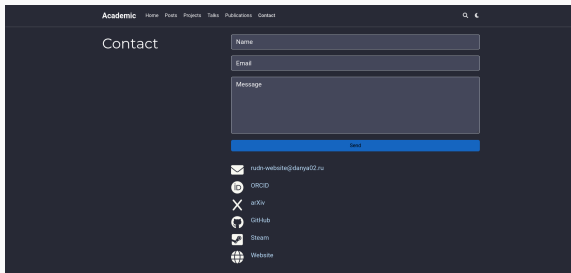 Academic Home Posts Projects Talks Publications Contact
Contact
Name
Email
Message
Send
rudn-website@danya02.ru
iD ORCID
arXiv
GitHub
Steam
Website